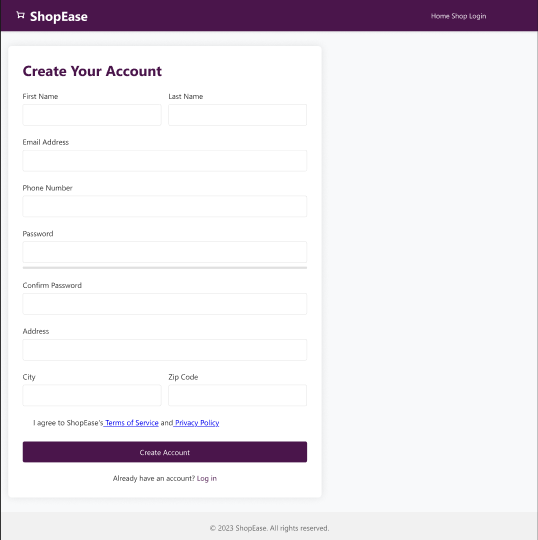 ShopEase
Home Shop Login
Create Your Account
First Name Last Name
Email Address
Phone Number
Password
Confirm Password
Address
City Zip Code
I agree to ShopEase's Terms of Service and Privacy Policy
Create Account
Already have an account? Log in
© 2023 ShopEase. All rights reserved.